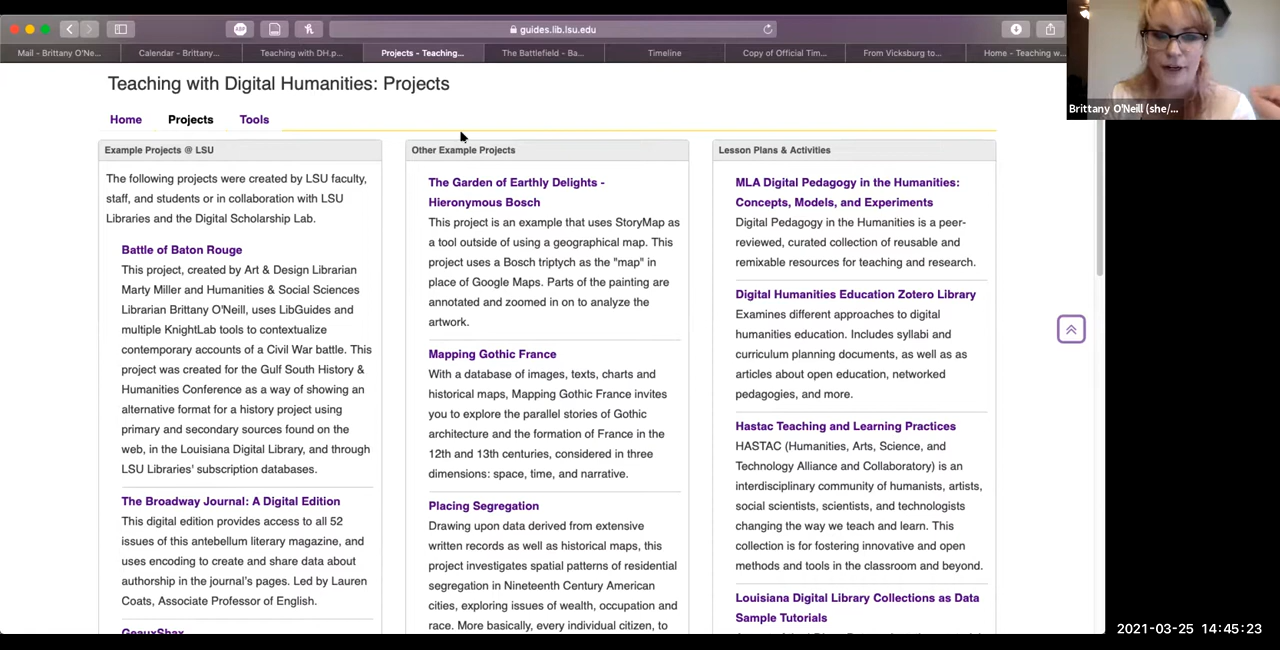 guides.lib.lsu.edu
Mail - Brittany O'Ne...
Calendar - Brittany...
Teaching with DH.p...
Projects - Teaching...
The Battlefield - Ba...
Timeline
Copy of Official Tim...
From Vicksburg to...
Home - Teaching w...
Brittany O'Neill (she/...
Teaching with Digital Humanities: Projects
Home
Projects
Tools
Example Projects @ LSU
The following projects were created by LSU faculty,
staff, and students or in collaboration with LSU
Libraries and the Digital Scholarship Lab.
Battle of Baton Rouge
This project, created by Art & Design Librarian
Marty Miller and Humanities & Social Sciences
Librarian Brittany O'Neill, uses LibGuides and
multiple KnightLab tools to contextualize
contemporary accounts of a Civil War battle. This
project was created for the Gulf South History &
Humanities Conference as a way of showing an
alternative format for a history project using
primary and secondary sources found on the
web, in the Louisiana Digital Library, and through
LSU Libraries' subscription databases.
The Broadway Journal: A Digital Edition
This digital edition provides access to all 52
issues of this antebellum literary magazine, and
uses encoding to create and share data about
authorship in the journal's pages. Led by Lauren
Coats, Associate Professor of English.
GeauxShax
Other Example Projects
The Garden of Earthly Delights -
Hieronymous Bosch
This project is an example that uses StoryMap as
a tool outside of using a geographical map. This
project uses a Bosch triptych as the "map" in
place of Google Maps. Parts of the painting are
annotated and zoomed in on to analyze the
artwork.
Mapping Gothic France
With a database of images, texts, charts and
historical maps, Mapping Gothic France invites
you to explore the parallel stories of Gothic
architecture and the formation of France in the
12th and 13th centuries, considered in three
dimensions: space, time, and narrative.
Placing Segregation
Drawing upon data derived from extensive
written records as well as historical maps, this
project investigates spatial patterns of residential
segregation in Nineteenth Century American
cities, exploring issues of wealth, occupation and
race. More basically, every individual citizen, to
Lesson Plans & Activities
MLA Digital Pedagogy in the Humanities:
Concepts, Models, and Experiments
Digital Pedagogy in the Humanities is a peer-
reviewed, curated collection of reusable and
remixable resources for teaching and research.
Digital Humanities Education Zotero Library
Examines different approaches to digital
humanities education. Includes syllabi and
curriculum planning documents, as well as as
articles about open education, networked
pedagogies, and more.
Hastac Teaching and Learning Practices
HASTAC (Humanities, Arts, Science, and
Technology Alliance and Collaboratory) is an
interdisciplinary community of humanists, artists,
social scientists, scientists, and technologists
changing the way we teach and learn. This
collection is for fostering innovative and open
methods and tools in the classroom and beyond.
Louisiana Digital Library Collections as Data
Sample Tutorials
2021-03-25 14:45:23